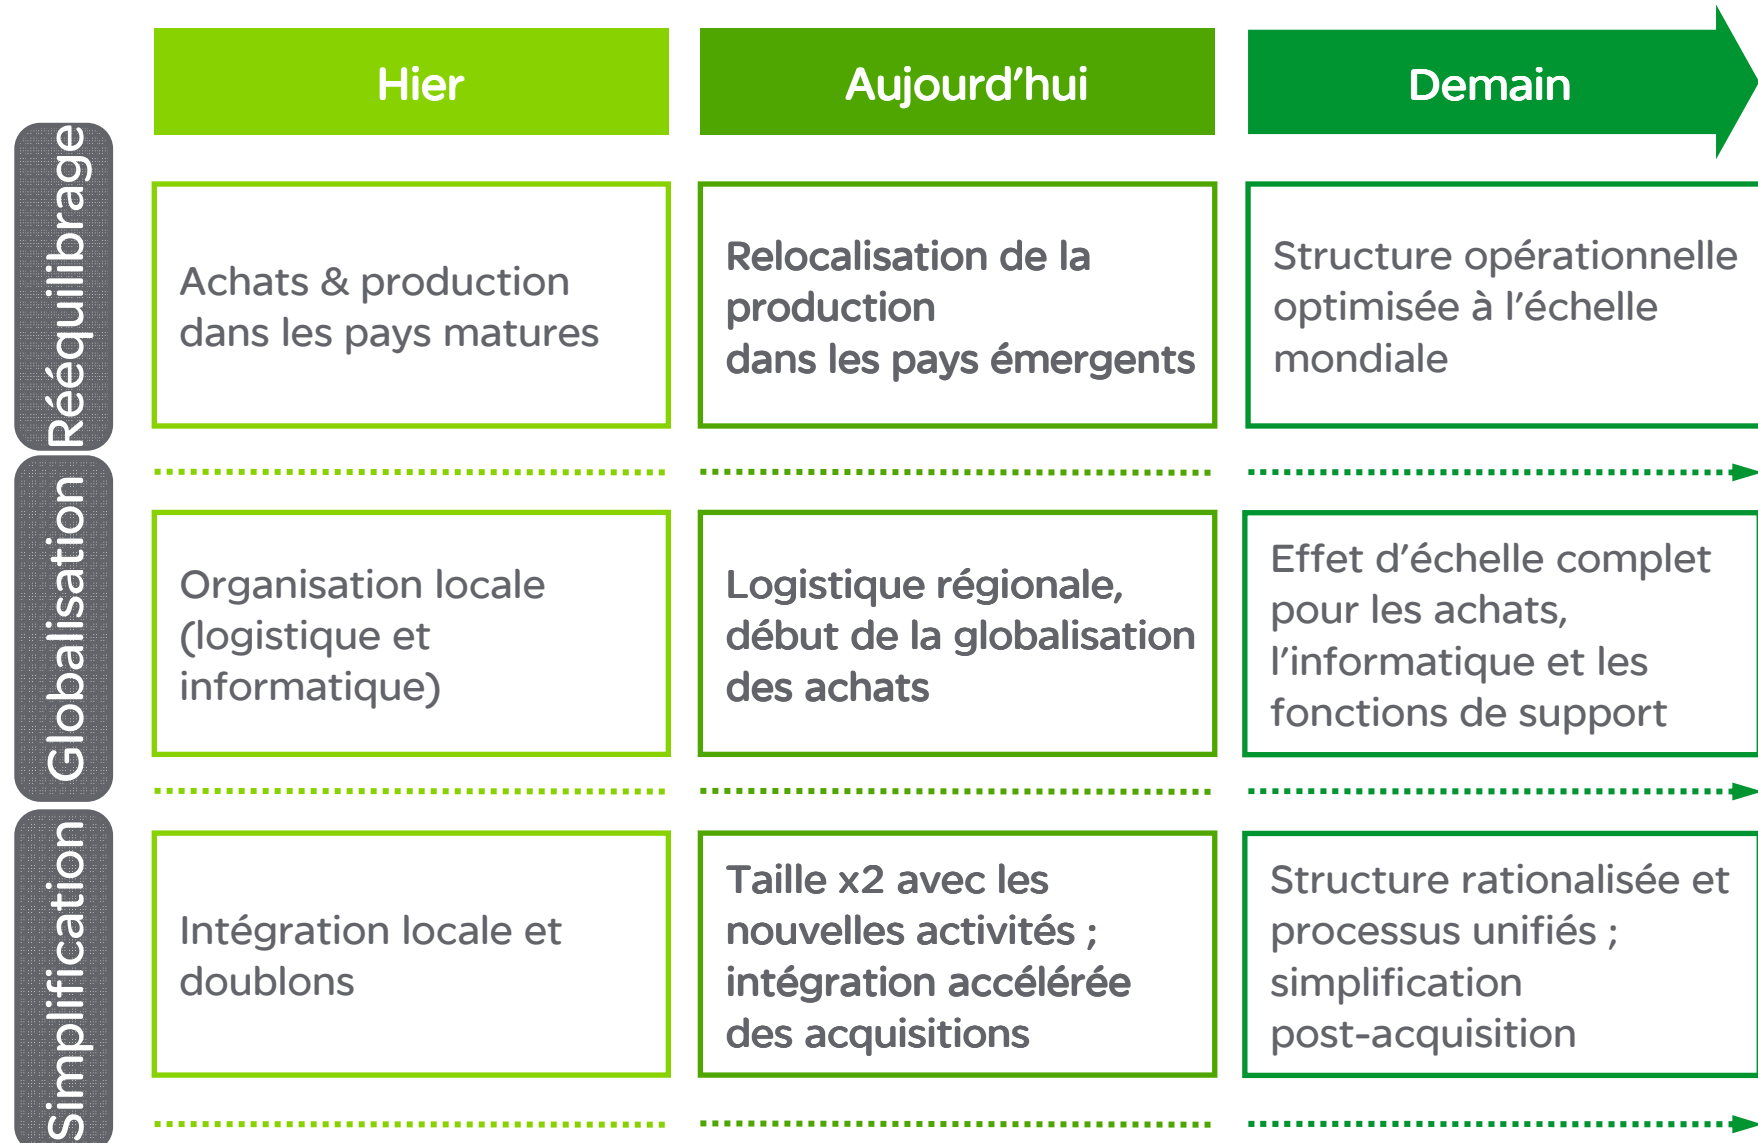 Hier
Aujourd’hui
Demain
Rééquilibrage
Achats & production
dans les pays matures
Relocalisation de la
production
dans les pays émergents
Structure opérationnelle
optimisée à l’échelle
mondiale
Globalisation
Organisation locale
(logistique et
informatique)
Logistique régionale,
début de la globalisation
des achats
Effet d’échelle complet
pour les achats,
l’informatique et les
fonctions de support
Simplification
Intégration locale et
doublons
Taille x2 avec les
nouvelles activités ;
intégration accélérée
des acquisitions
Structure rationalisée et
processus unifiés ;
simplification
post-acquisition